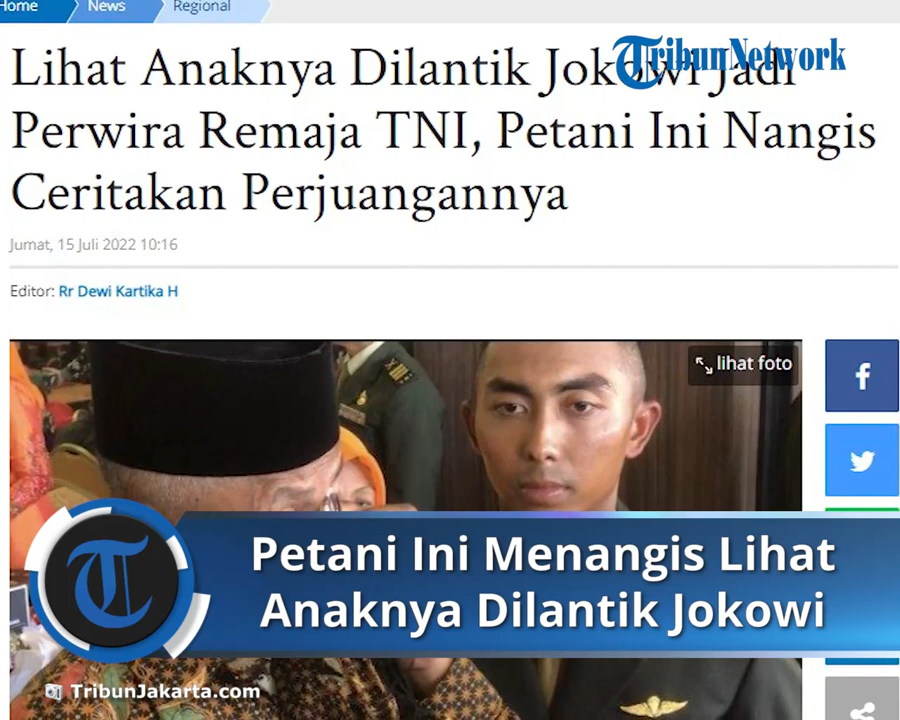 Home News Regional
TribunNetwork
Lihat Anaknya Dilantik Jokowi Jadi
Perwira Remaja TNI, Petani Ini Nangis
Ceritakan Perjuangannya
Jumat, 15 Juli 2022 10:16
Editor: Rr Dewi Kartika H
lihat foto
f
Petani Ini Menangis Lihat
Anaknya Dilantik Jokowi
T
TribunJakarta.com